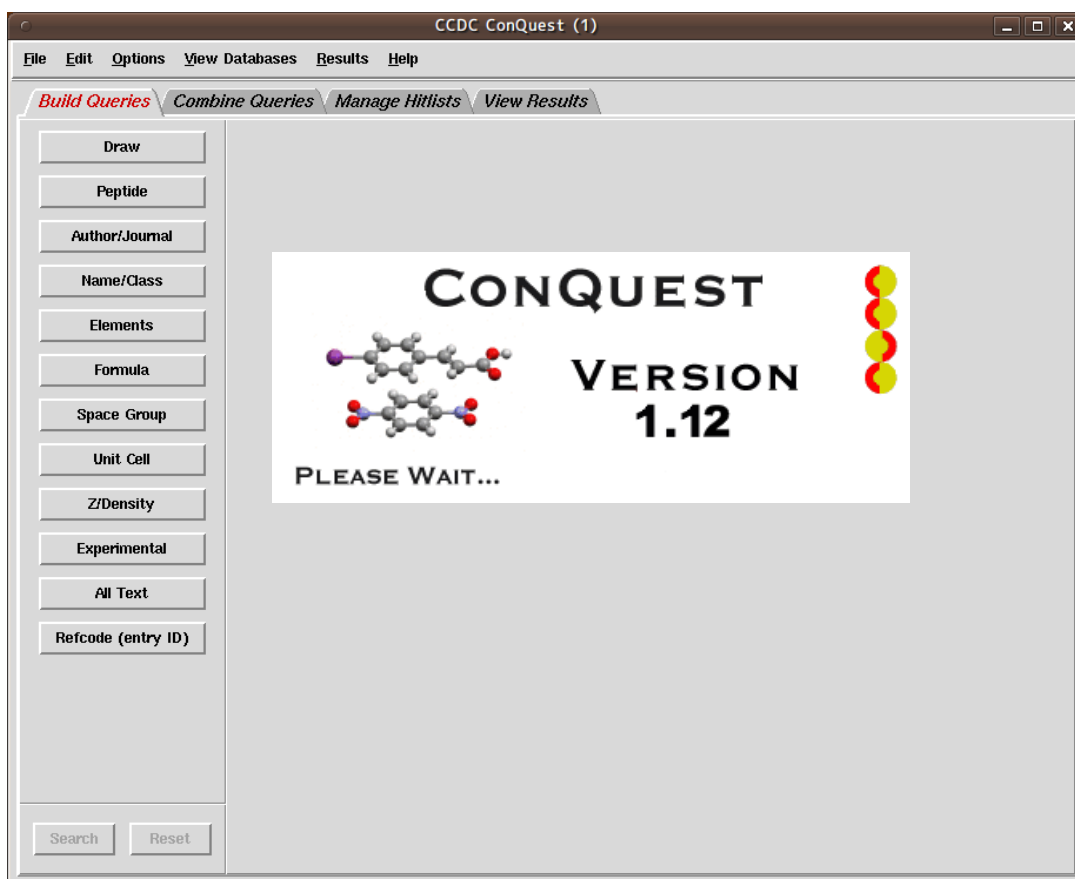 CCDC ConQuest (1)
File Edit Options View Databases Results Help
Build Queries Combine Queries Manage Hitlists View Results
Draw
Peptide
Author/Journal
Name/Class
Elements
Formula
Space Group
Unit Cell
Z/Density
Experimental
All Text
Refcode (entry ID)
Search Reset
CONQUEST
VERSION
1.12
PLEASE WAIT...